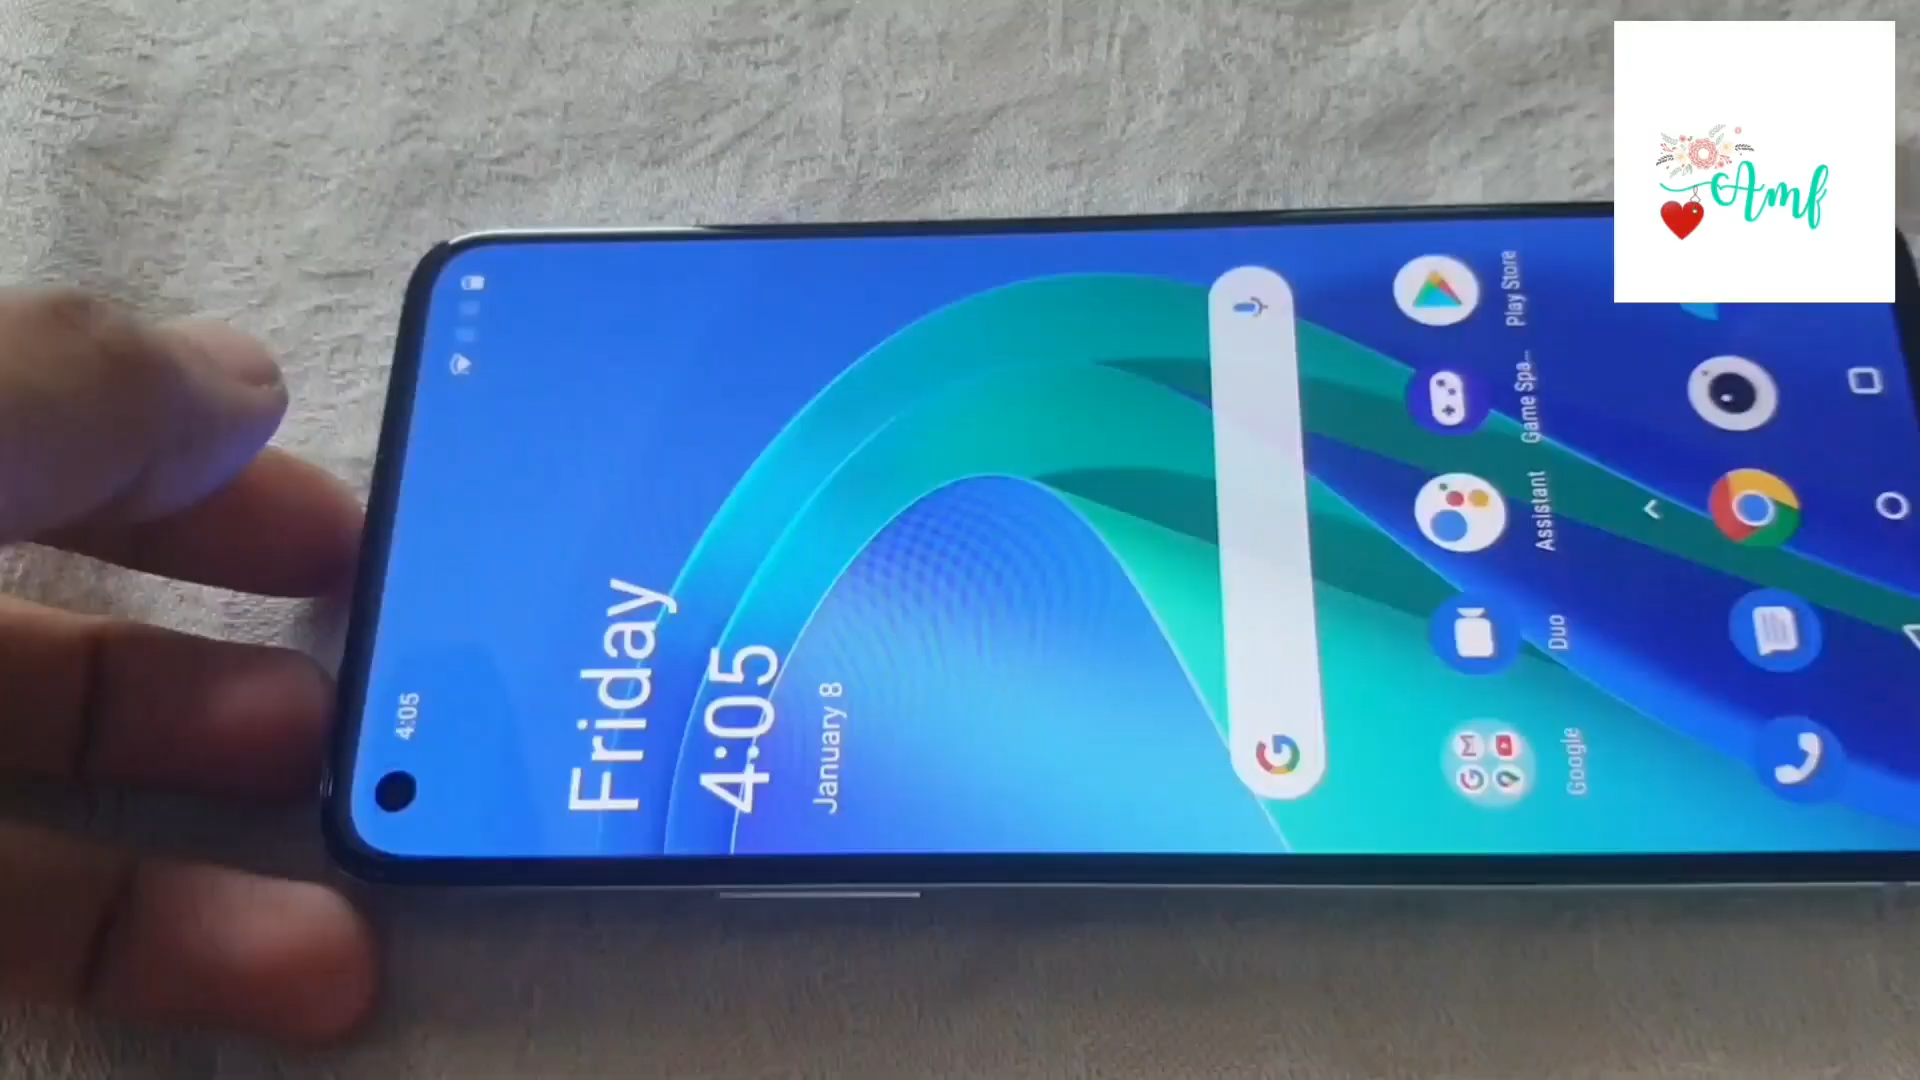 4:05
Friday
4:05
January 8
Google
Duo
Assistant
Game Spa...
Play Store
Amf